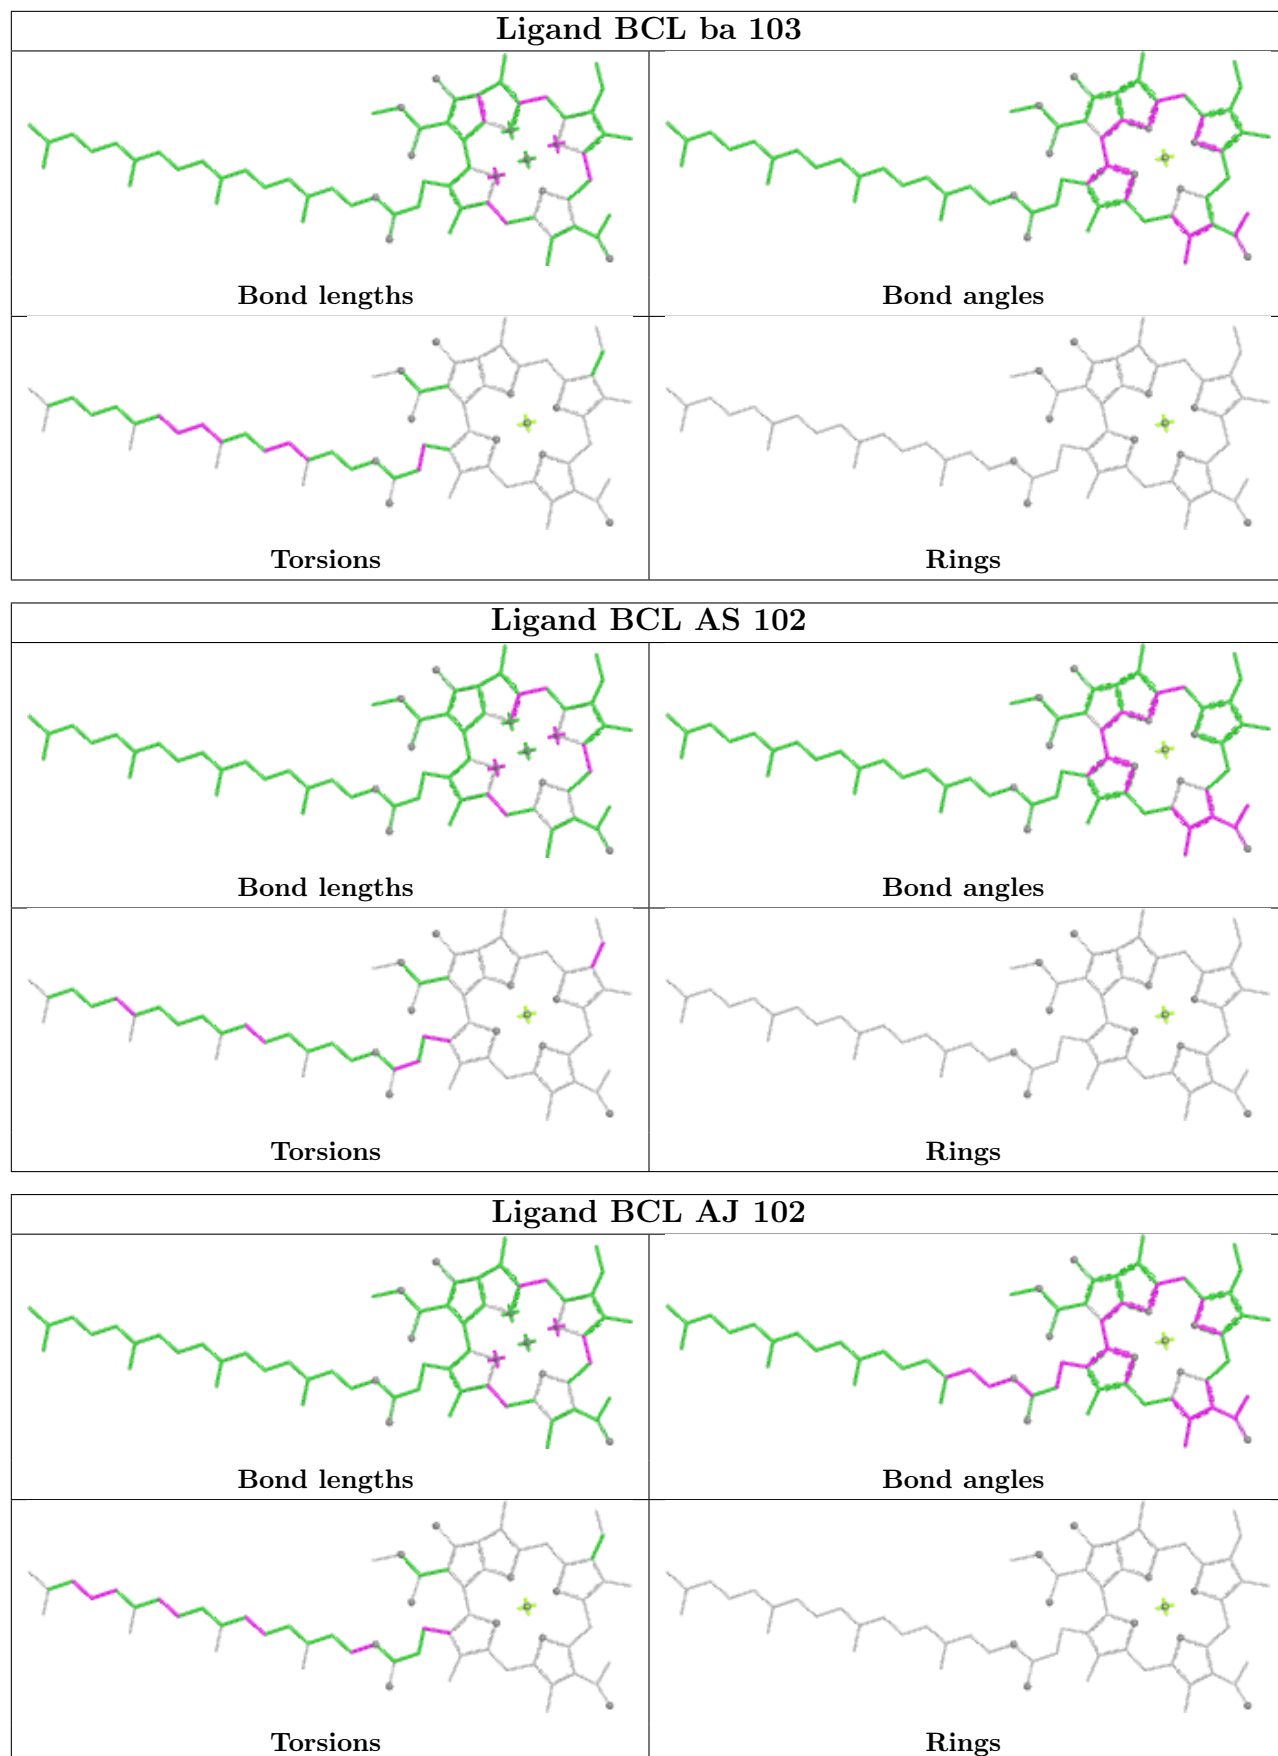 Ligand BCL ba 103
Bond lengths
Bond angles
Torsions
Rings
Ligand BCL AS 102
Bond lengths
Bond angles
Torsions
Rings
Ligand BCL AJ 102
Bond lengths
Bond angles
Torsions
Rings